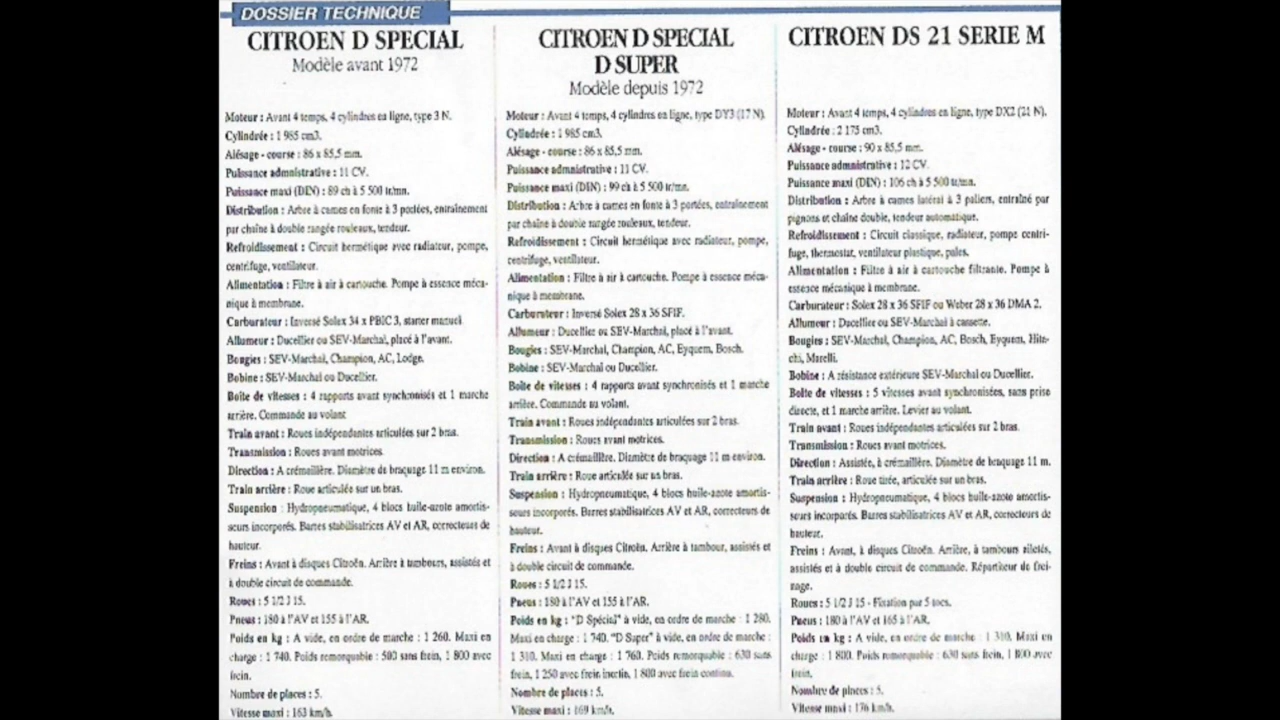 DOSSIER TECHNIQUE
CITROEN D SPECIAL
Modèle avant 1972
Moteur : Avant 4 temps, 4 cylindres en ligne, type 3 N.
Cylindrée : 1 985 cm3.
Alésage - course : 86 x 85,5 mm.
Puissance admnistrative : 11 CV.
Puissance maxi (DIN) : 89 ch à 5 500 tr/mn.
Distribution : Arbre à cames en fonte à 3 portées, entraînement
par chaîne à double rangée rouleaux, tendeur.
Refroidissement : Circuit hermétique avec radiateur, pompe,
centrifuge, ventilateur.
Alimentation : Filtre à air à cartouche. Pompe à essence méca-
nique à membrane.
Carburateur : Inversé Solex 34 x PBIC 3, starter manuel
Allumeur : Ducellier ou SEV-Marchal, placé à l'avant.
Bougies : SEV-Marchal, Champion, AC, Lodge.
Bobine : SEV-Marchal ou Ducellier.
Boîte de vitesses : 4 rapports avant synchronisés et 1 marche
arrière. Commande au volant
Train avant : Roues indépendantes articulées sur 2 bras.
Transmission : Roues avant motrices.
Direction : A crémaillère. Diamètre de braquage 11 m environ.
Train arrière : Roue articulée sur un bras.
Suspension : Hydropneumatique, 4 blocs huile-azote amortis-
seurs incorporés. Barres stabilisatrices AV et AR, correcteurs de
hauteur.
Freins : Avant à disques Citroën. Arrière à tambours, assistés et
à double circuit de commande.
Roues : 5 1/2 J 15.
Pneus : 180 à l'AV et 155 à l'AR.
Poids en kg : A vide, en ordre de marche : 1 260. Maxi en
charge : 1 740. Poids remorquable : 500 sans frein, 1 800 avec
frein.
Nombre de places : 5.
Vitesse maxi : 163 km/h.
CITROEN D SPECIAL
D SUPER
Modèle depuis 1972
Moteur : Avant 4 temps, 4 cylindres en ligne, type DY3 (17 N).
Cylindrée : 1 985 cm3.
Alésage - course : 86 x 85,5 mm.
Puissance admnistrative : 11 CV.
Puissance maxi (DIN) : 99 ch à 5 500 tr/mn.
Distribution : Arbre à cames en fonte à 3 portées, entraînement
par chaîne à double rangée rouleaux, tendeur.
Refroidissement : Circuit hermétique avec radiateur, pompe,
centrifuge, ventilateur.
Alimentation : Filtre à air à cartouche. Pompe à essence méca-
nique à membrane.
Carburateur : Inversé Solex 28 x 36 SFIF.
Allumeur : Ducellier ou SEV-Marchal, placé à l'avant.
Bougies : SEV-Marchal, Champion, AC, Eyquem, Bosch.
Bobine : SEV-Marchal ou Ducellier.
Boîte de vitesses : 4 rapports avant synchronisés et 1 marche
arrière. Commande au volant.
Train avant : Roues indépendantes articulées sur 2 bras.
Transmission : Roues avant motrices.
Direction : A crémaillère. Diamètre de braquage 11 m environ.
Train arrière : Roue articulée sur un bras.
Suspension : Hydropneumatique, 4 blocs huile-azote amortis-
seurs incorporés. Barres stabilisatrices AV et AR, correcteurs de
hauteur.
Freins : Avant à disques Citroën. Arrière à tambour, assistés et
à double circuit de commande.
Roues : 5 1/2 J 15.
Pneus : 180 à l'AV et 155 à l'AR.
Poids en kg : "D Spécial" à vide, en ordre de marche : 1 280.
Maxi en charge : 1 740. "D Super" à vide, en ordre de marche :
1 310. Maxi en charge : 1 760. Poids remorquable : 630 sans
frein, 1 250 avec frein inertie, 1 800 avec frein continu.
Nombre de places : 5.
Vitesse maxi : 169 km/h.
CITROEN DS 21 SERIE M
Moteur : Avant 4 temps, 4 cylindres en ligne, type DX2 (21 N).
Cylindrée : 2 175 cm3.
Alésage - course : 90 x 85,5 mm.
Puissance admnistrative : 12 CV.
Puissance maxi (DIN) : 106 ch à 5 500 tr/mn.
Distribution : Arbre à cames latéral à 3 paliers, entraîné par
pignons et chaîne double, tendeur automatique.
Refroidissement : Circuit classique, radiateur, pompe centri-
fuge, thermostat, ventilateur plastique, pales.
Alimentation : Filtre à air à cartouche filtrante. Pompe à
essence mécanique à membrane.
Carburateur : Solex 28 x 36 SFIF ou Weber 28 x 36 DMA 2.
Allumeur : Ducellier ou SEV-Marchal à cassette.
Bougies : SEV-Marchal, Champion, AC, Bosch, Eyquem, Hita-
chi, Marelli.
Bobine : A résistance extérieure SEV-Marchal ou Ducellier.
Boîte de vitesses : 5 vitesses avant synchronisées, sans prise
directe, et 1 marche arrière. Levier au volant.
Train avant : Roues indépendantes articulées sur 2 bras.
Transmission : Roues avant motrices.
Direction : Assistée, à crémaillère. Diamètre de braquage 11 m.
Train arrière : Roue tirée, articulée sur un bras.
Suspension : Hydropneumatique, 4 blocs huile-azote amortis-
seurs incorporés. Barres stabilisatrices AV et AR, correcteurs de
hauteur.
Freins : Avant, à disques Citroën. Arrière, à tambours ailetés,
assistés et à double circuit de commande. Répartiteur de frei-
nage.
Roues : 5 1/2 J 15 - Fixation par 5 tocs.
Pneus : 180 à l'AV et 165 à l'AR.
Poids en kg : A vide, en ordre de marche : 1 310. Maxi en
charge : 1 800. Poids remorquable : 630 sans frein, 1 800 avec
frein.
Nombre de places : 5.
Vitesse maxi : 176 km/h.